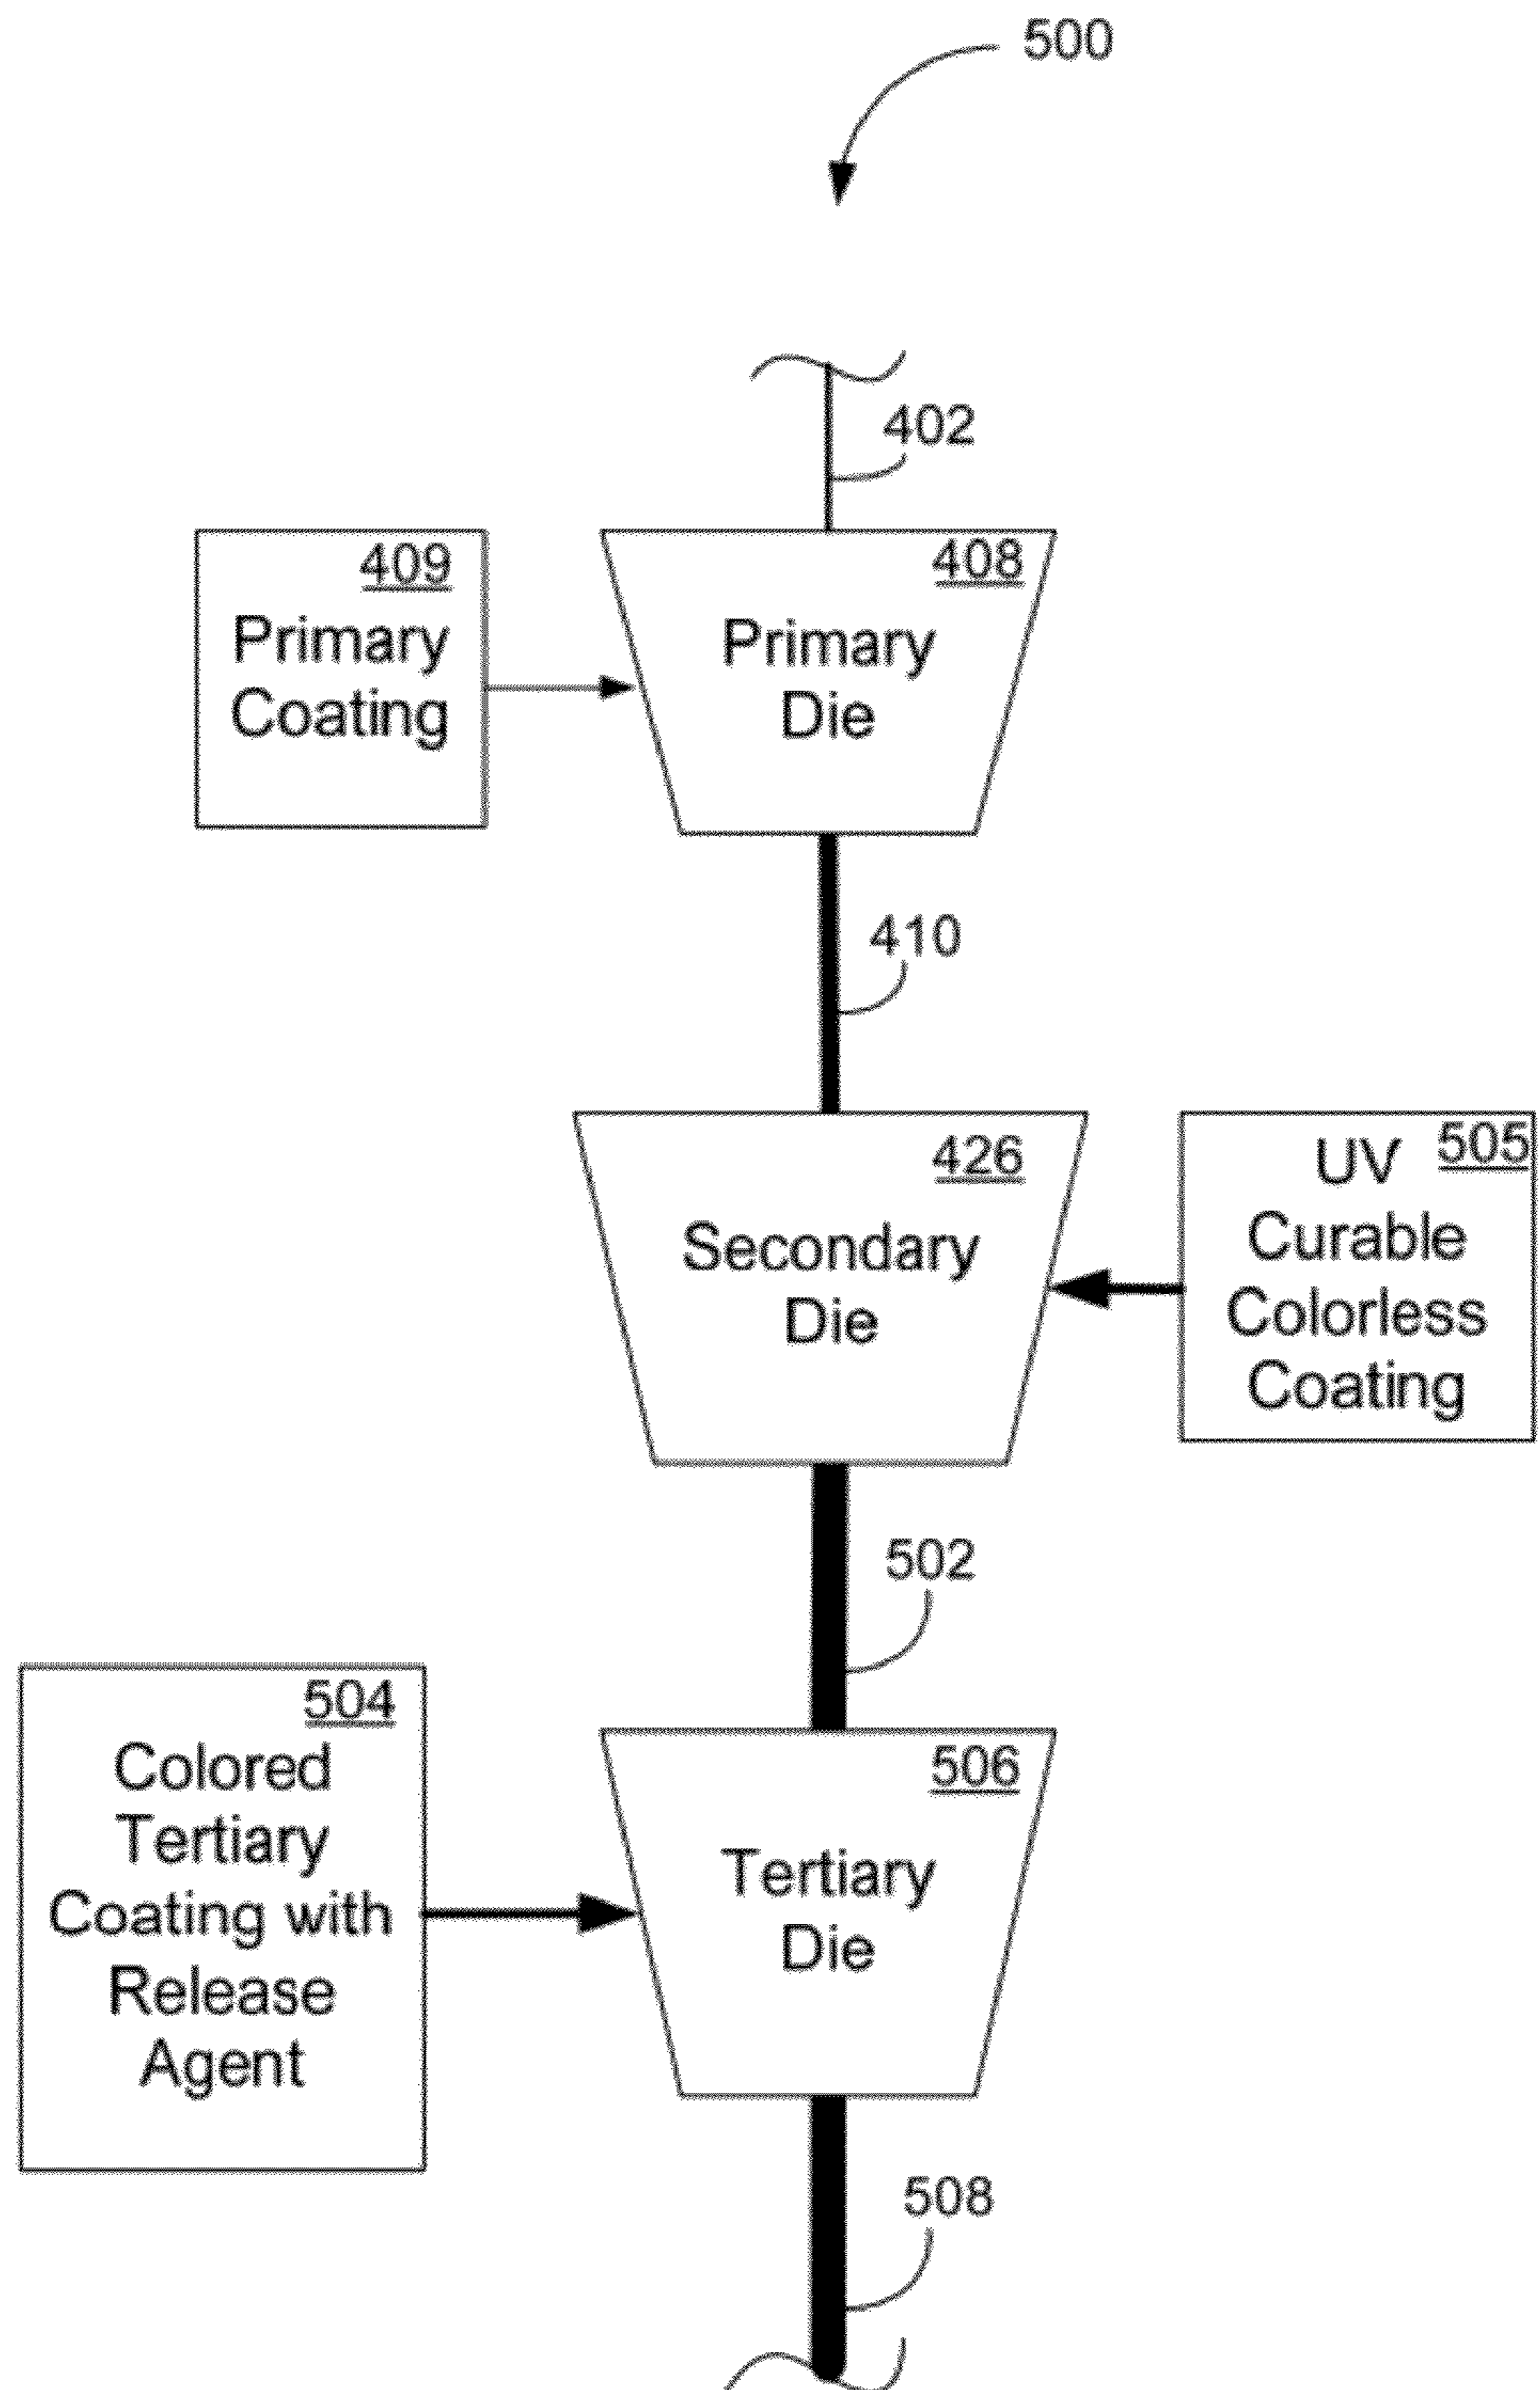 500
402
409
Primary
Coating
408
Primary
Die
410
426
Secondary
Die
505
UV
Curable
Colorless
Coating
502
504
Colored
Tertiary
Coating with
Release
Agent
506
Tertiary
Die
508